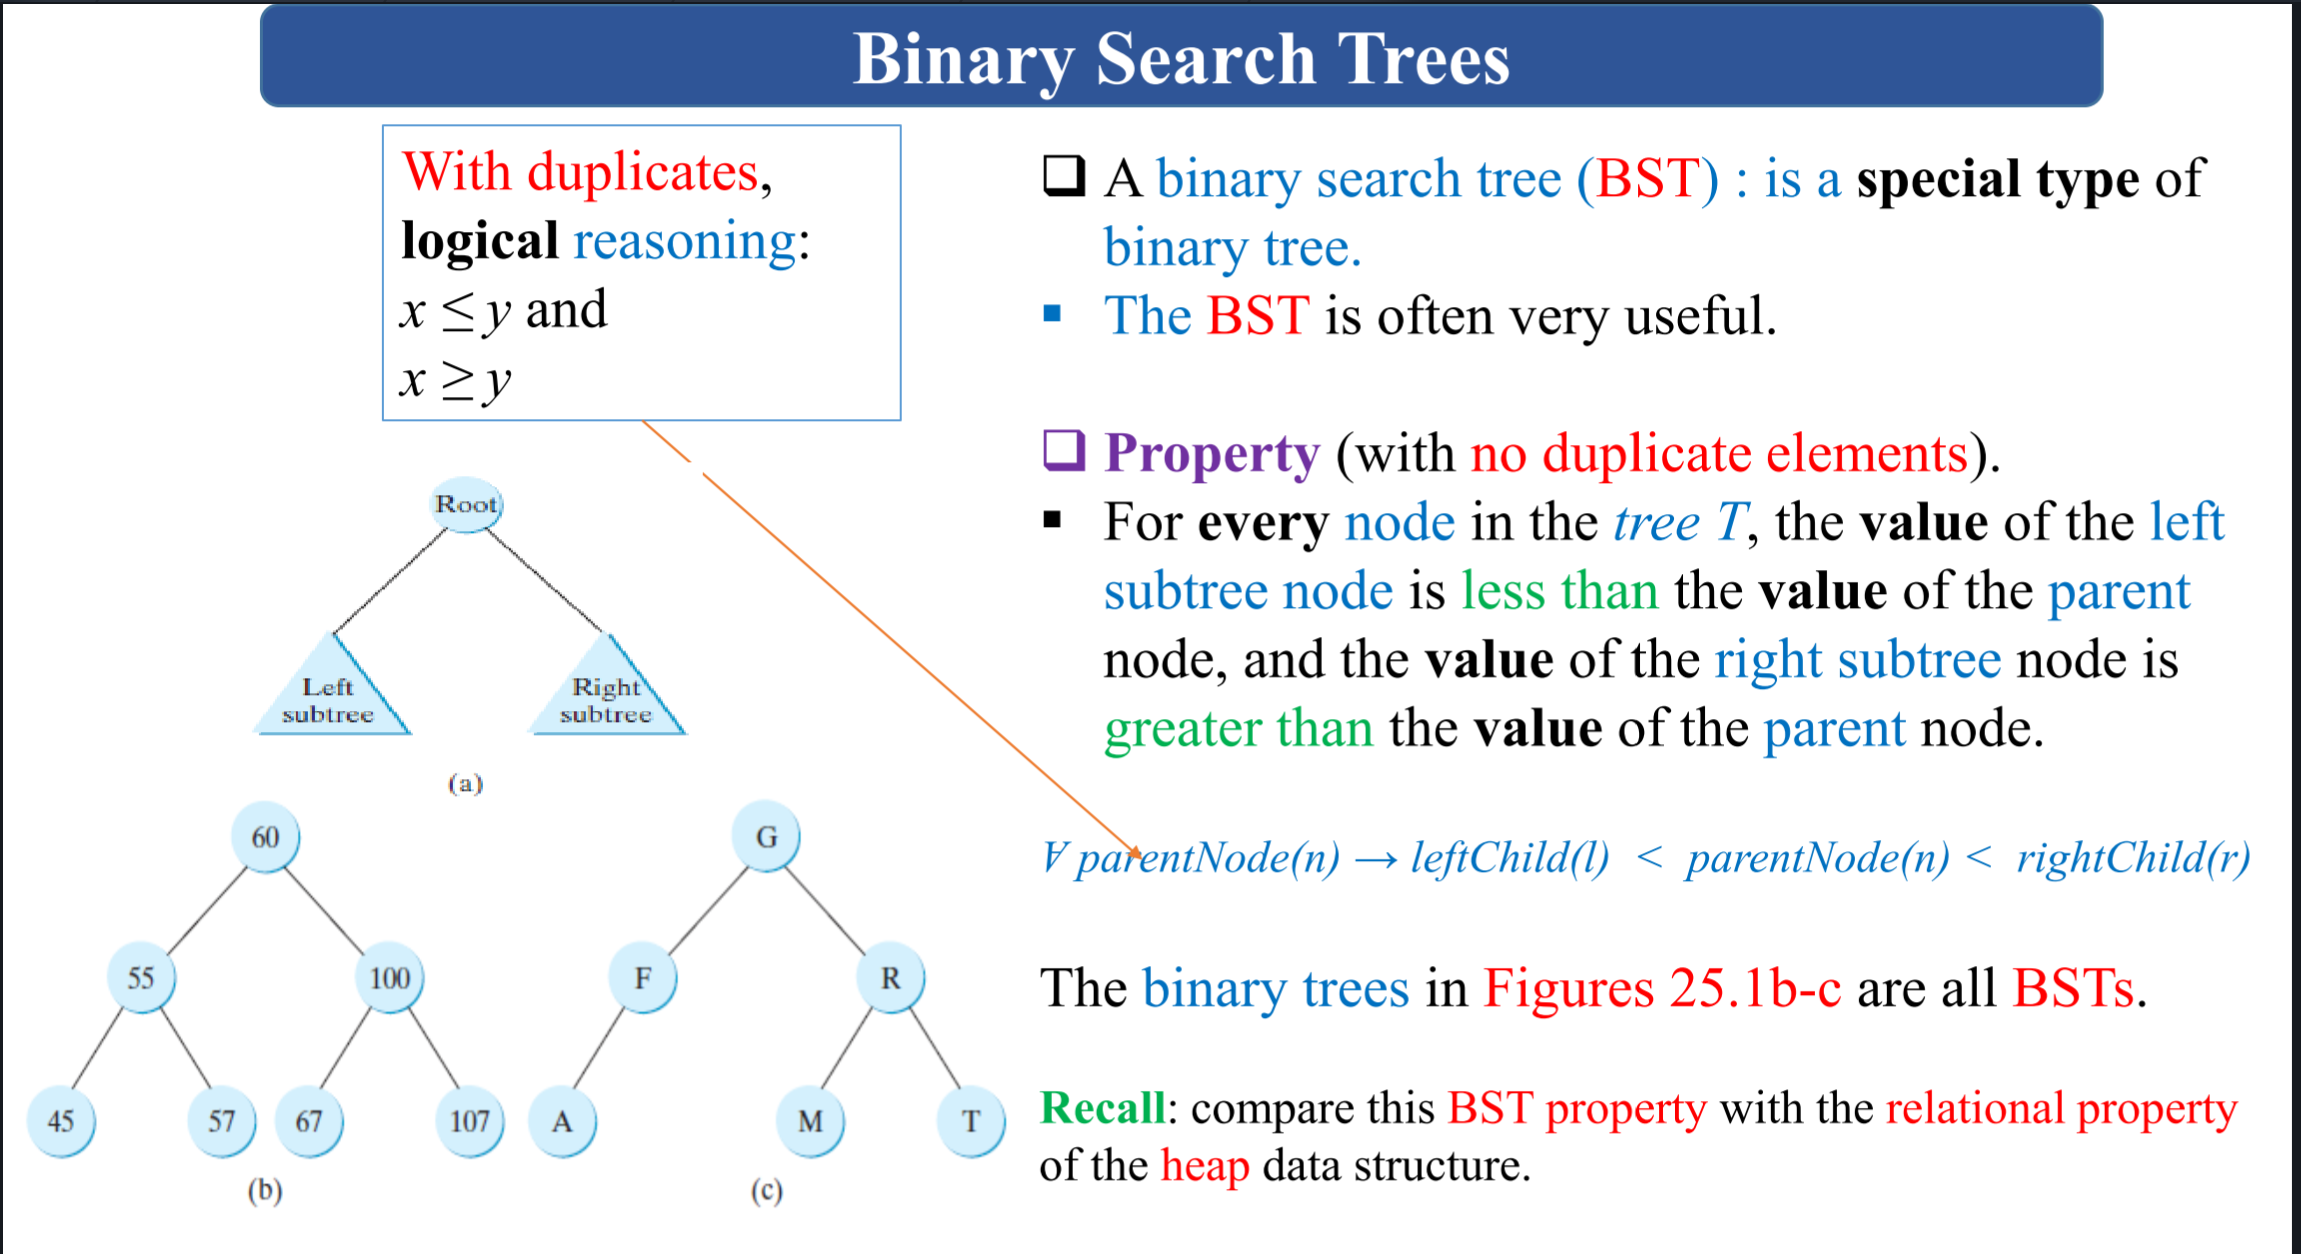 Binary Search Trees
With duplicates,
logical reasoning:
x ≤ y and
x ≥ y
Root
Left
subtree
Right
subtree
(a)
60
55
100
45
57
67
107
(b)
G
F
R
A
M
T
(c)
❑ A binary search tree (BST) : is a special type of
binary tree.
▪ The BST is often very useful.
❑ Property (with no duplicate elements).
▪ For every node in the tree T, the value of the left
subtree node is less than the value of the parent
node, and the value of the right subtree node is
greater than the value of the parent node.
∀ parentNode(n) → leftChild(l) < parentNode(n) < rightChild(r)
The binary trees in Figures 25.1b-c are all BSTs.
Recall: compare this BST property with the relational property
of the heap data structure.